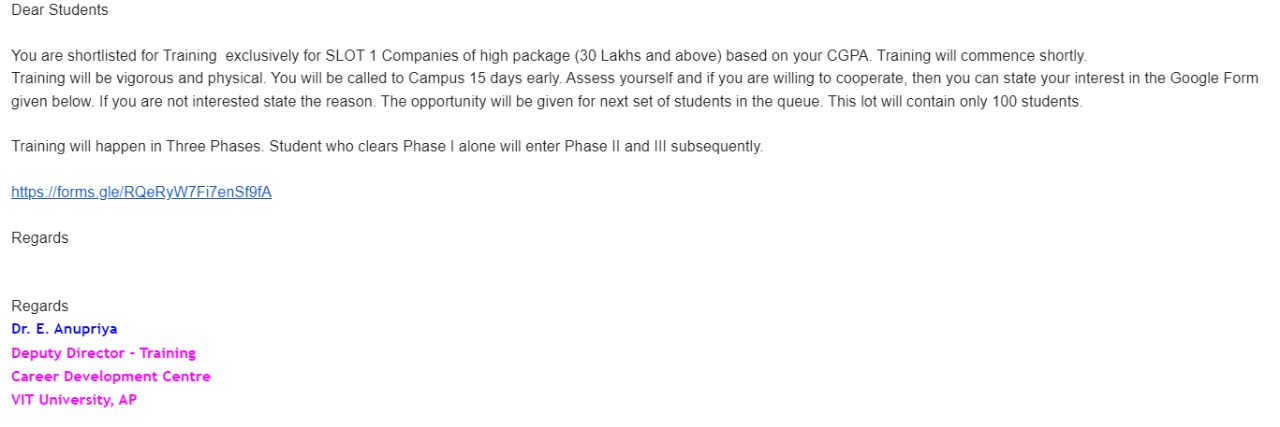 Dear Students
You are shortlisted for Training  exclusively for SLOT 1 Companies of high package (30 Lakhs and above) based on your CGPA. Training will commence shortly.
Training will be vigorous and physical. You will be called to Campus 15 days early. Assess yourself and if you are willing to cooperate, then you can state your interest in the Google Form
given below. If you are not interested state the reason. The opportunity will be given for next set of students in the queue. This lot will contain only 100 students.
Training will happen in Three Phases. Student who clears Phase I alone will enter Phase II and III subsequently.
https://forms.gle/RQeRyW7Fi7enSf9fA
Regards
Regards
Dr. E. Anupriya
Deputy Director - Training
Career Development Centre
VIT University, AP